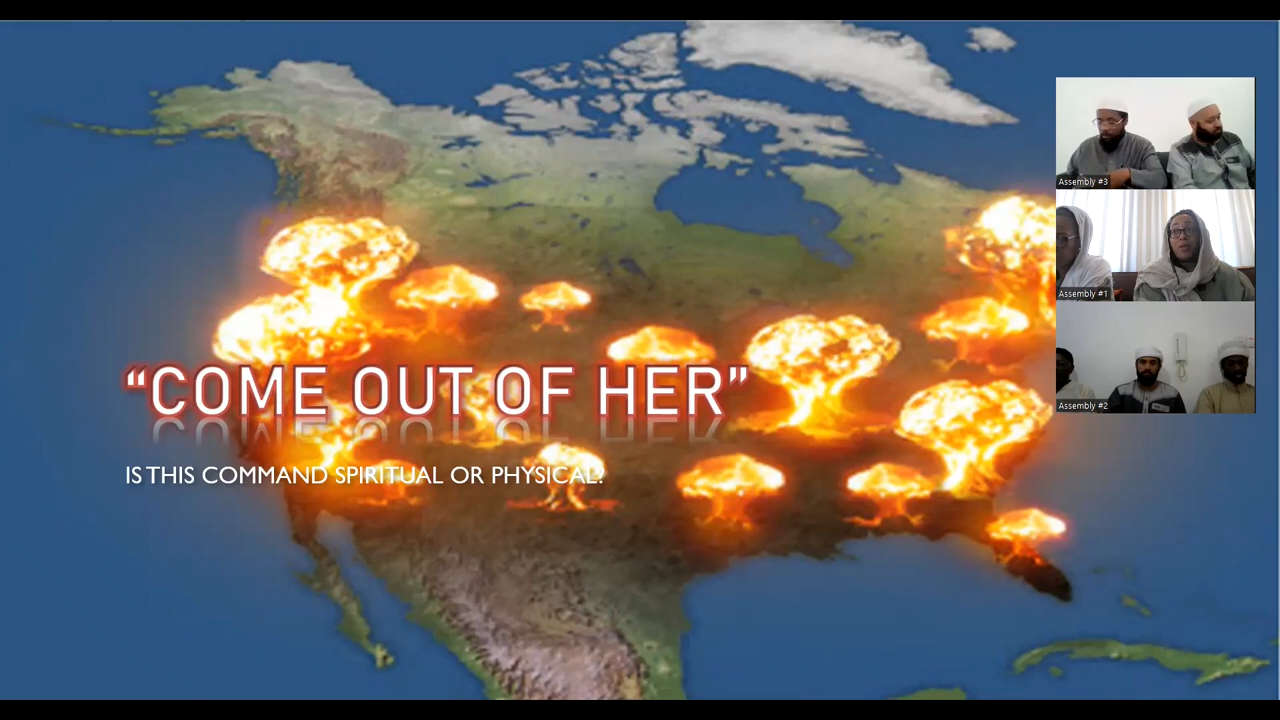 “COME OUT OF HER”
IS THIS COMMAND SPIRITUAL OR PHYSICAL?
Assembly #3
Assembly #1
Assembly #2